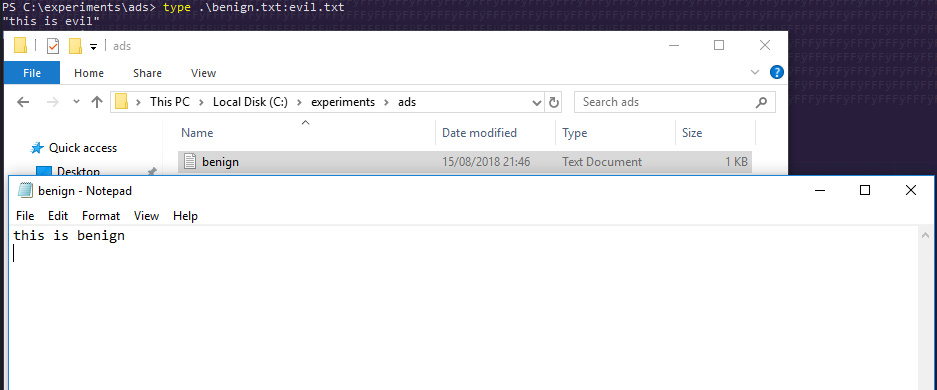 PS C:\experiments\ads> type .\benign.txt:evil.txt
"this is evil"
ads
File Home Share View
This PC > Local Disk (C:) > experiments > ads
Search ads
Name Date modified Type Size
Quick access
Desktop
benign 15/08/2018 21:46 Text Document 1 KB
benign - Notepad
File Edit Format View Help
this is benign